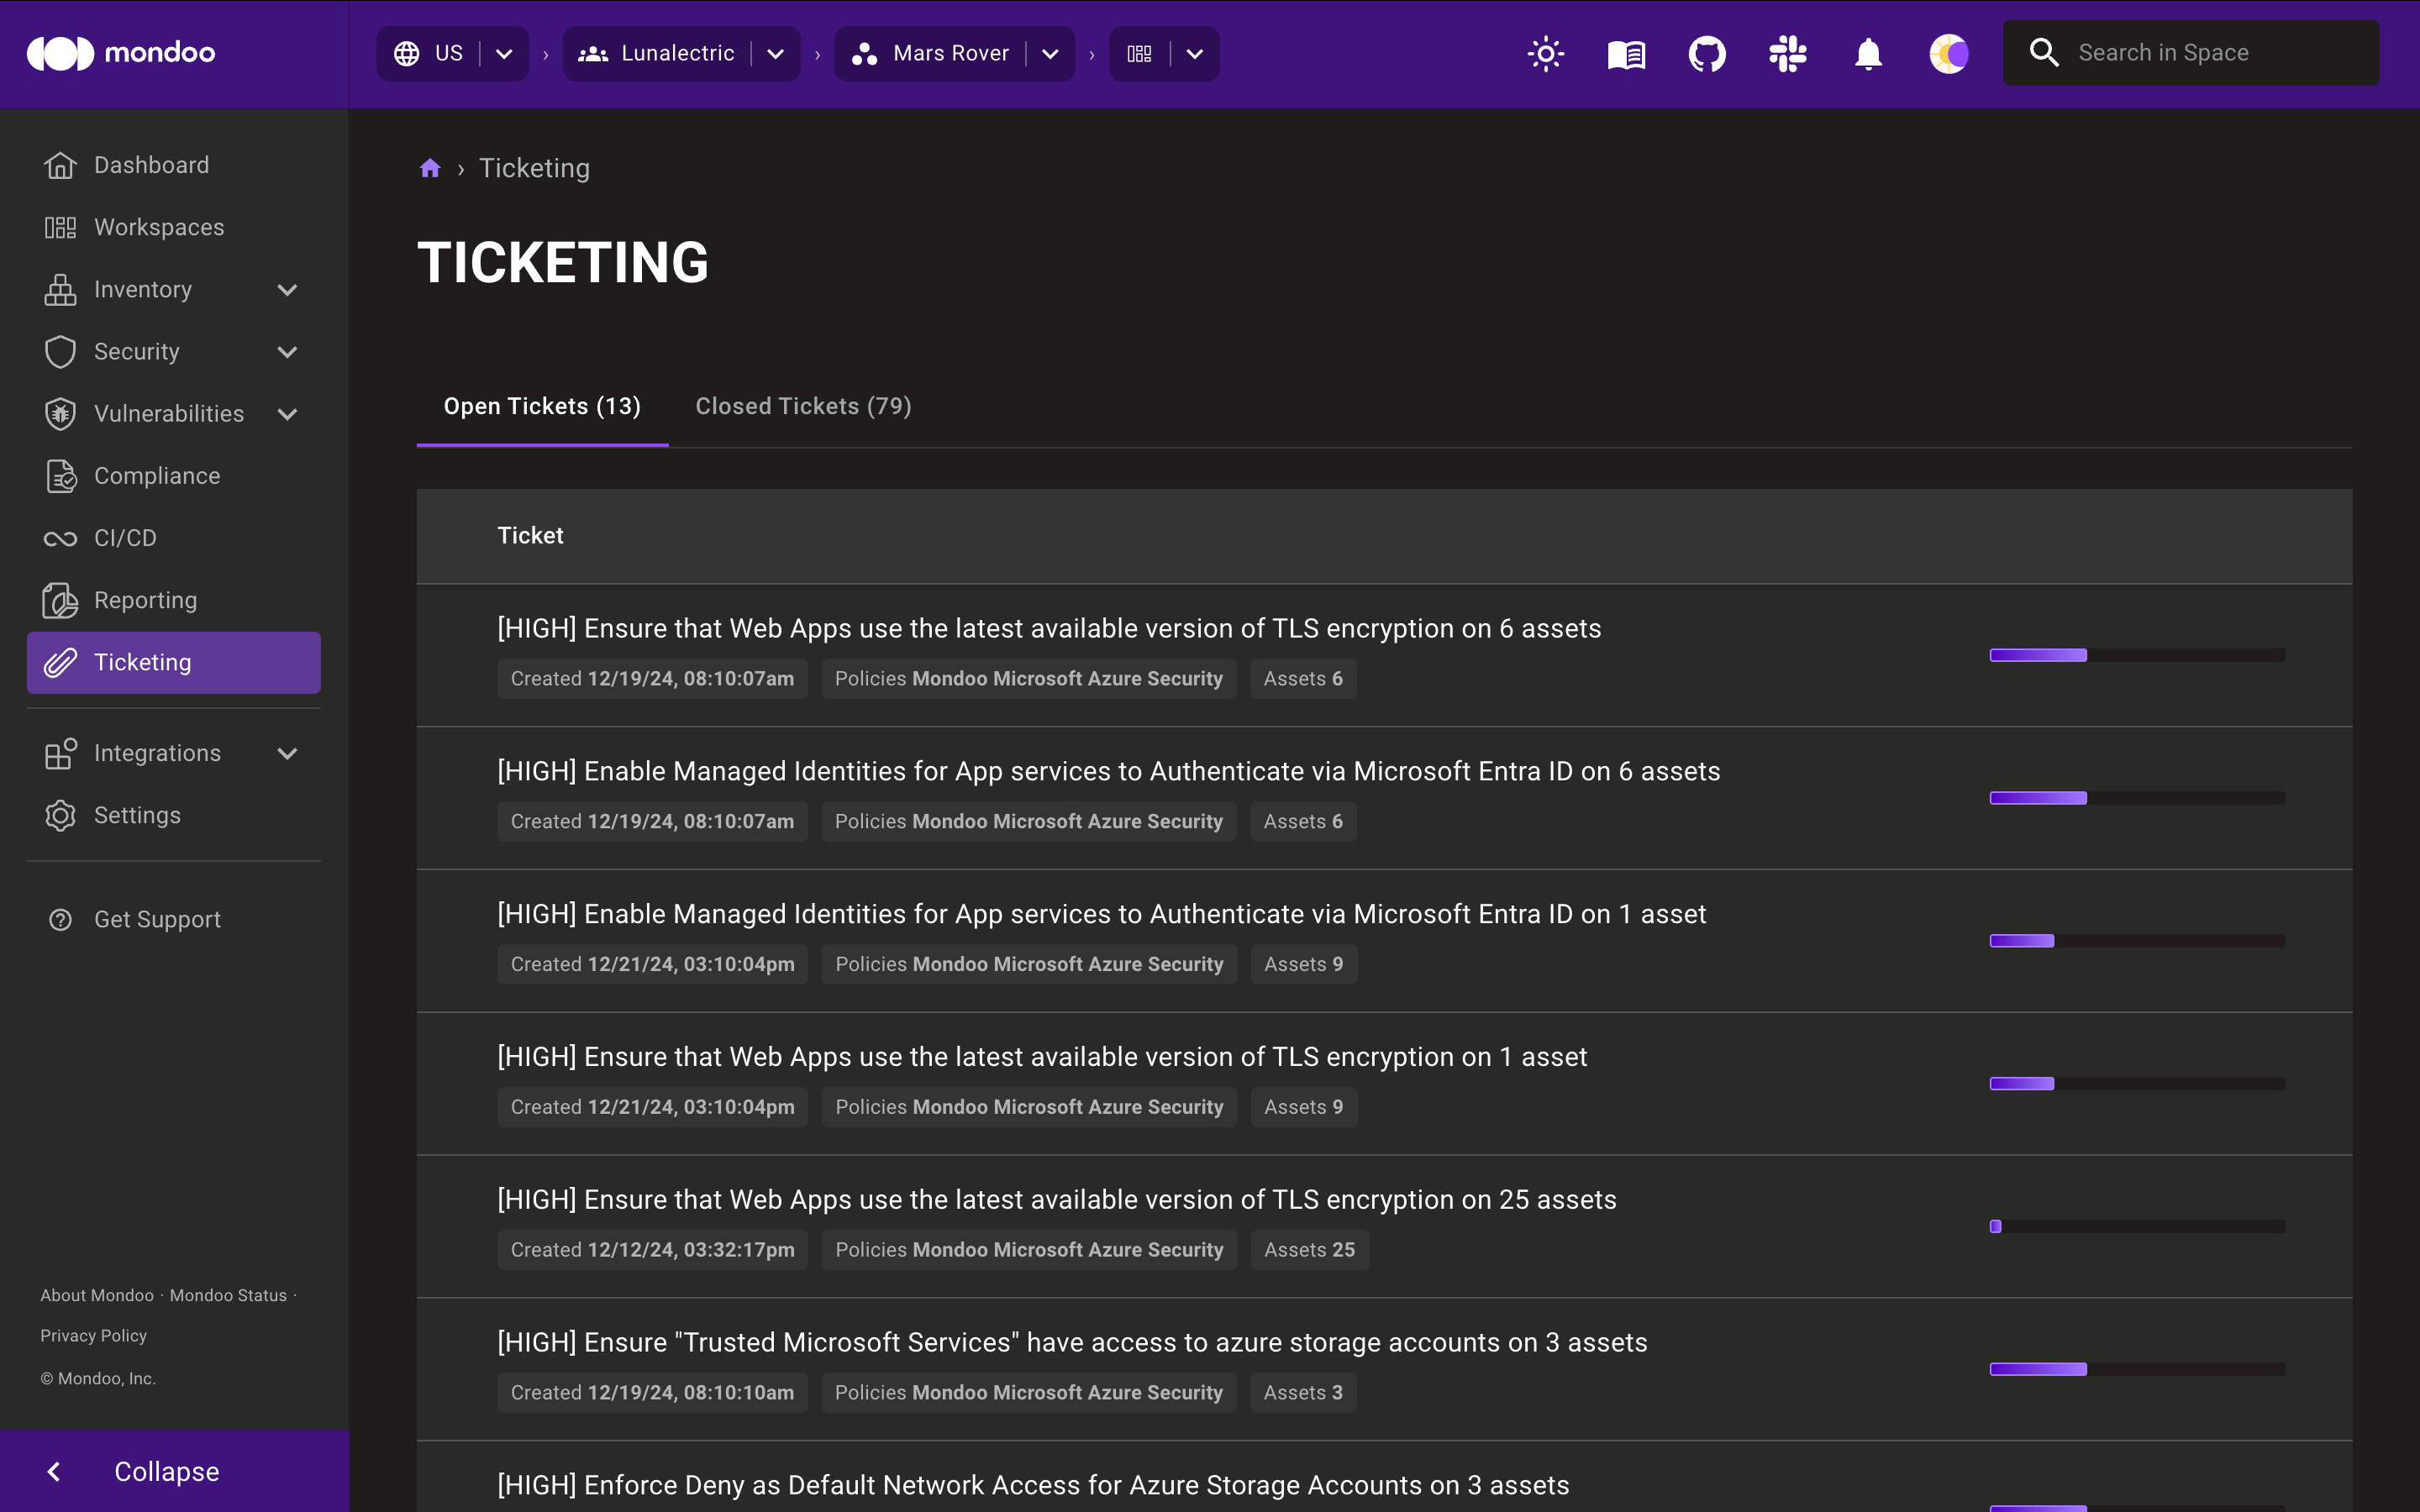 mondoo
US
Lunalectric
Mars Rover
Search in Space
Dashboard
Workspaces
Inventory
Security
Vulnerabilities
Compliance
CI/CD
Reporting
Ticketing
Integrations
Settings
Get Support
About Mondoo · Mondoo Status ·
Privacy Policy
© Mondoo, Inc.
Collapse
› Ticketing
TICKETING
Open Tickets (13)
Closed Tickets (79)
Ticket
[HIGH] Ensure that Web Apps use the latest available version of TLS encryption on 6 assets
Created 12/19/24, 08:10:07am
Policies Mondoo Microsoft Azure Security
Assets 6
[HIGH] Enable Managed Identities for App services to Authenticate via Microsoft Entra ID on 6 assets
Created 12/19/24, 08:10:07am
Policies Mondoo Microsoft Azure Security
Assets 6
[HIGH] Enable Managed Identities for App services to Authenticate via Microsoft Entra ID on 1 asset
Created 12/21/24, 03:10:04pm
Policies Mondoo Microsoft Azure Security
Assets 9
[HIGH] Ensure that Web Apps use the latest available version of TLS encryption on 1 asset
Created 12/21/24, 03:10:04pm
Policies Mondoo Microsoft Azure Security
Assets 9
[HIGH] Ensure that Web Apps use the latest available version of TLS encryption on 25 assets
Created 12/12/24, 03:32:17pm
Policies Mondoo Microsoft Azure Security
Assets 25
[HIGH] Ensure "Trusted Microsoft Services" have access to azure storage accounts on 3 assets
Created 12/19/24, 08:10:10am
Policies Mondoo Microsoft Azure Security
Assets 3
[HIGH] Enforce Deny as Default Network Access for Azure Storage Accounts on 3 assets